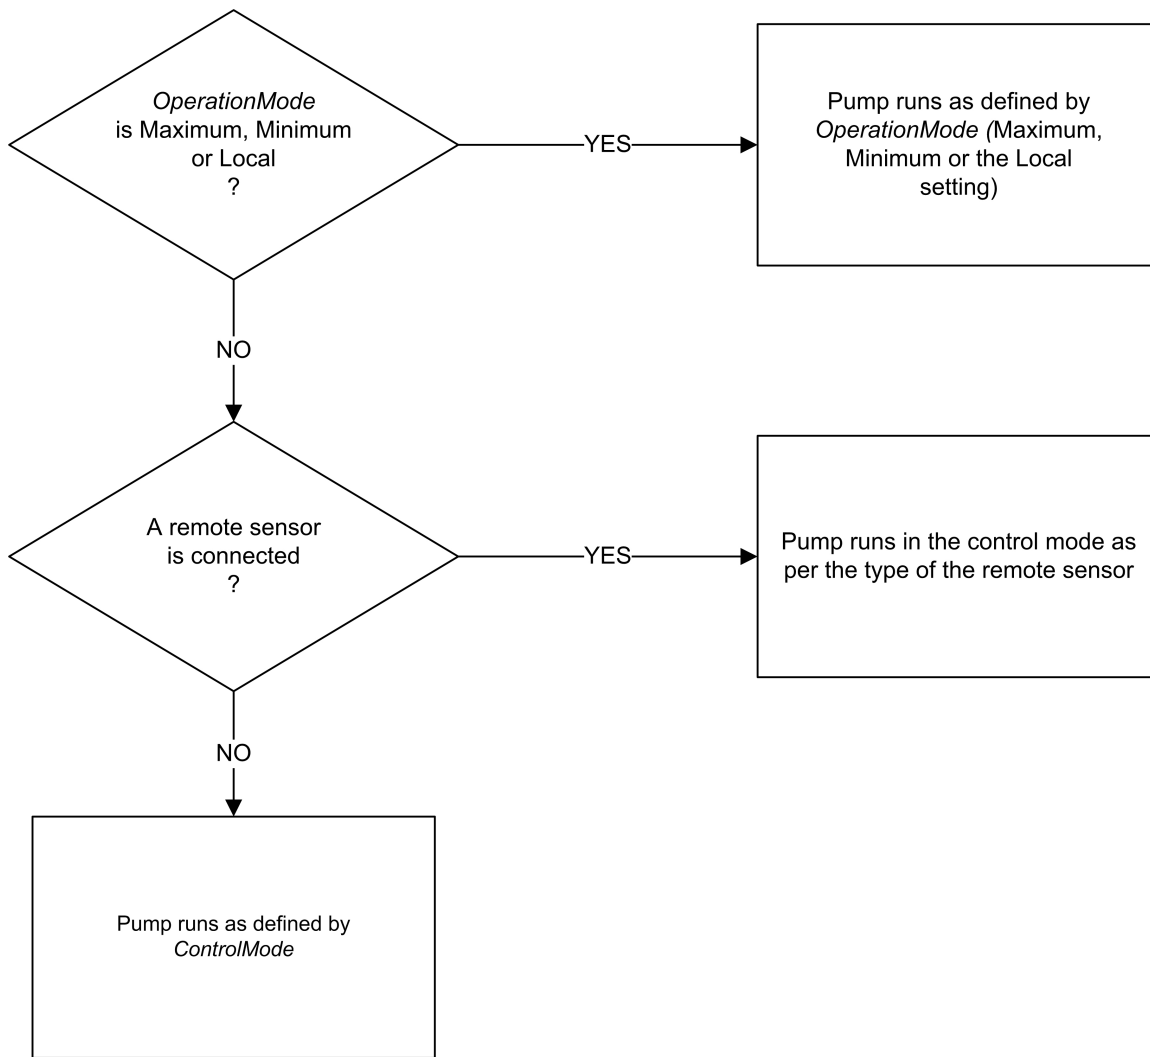 OperationMode
is Maximum, Minimum
or Local
?
YES
Pump runs as defined by
OperationMode (Maximum,
Minimum or the Local
setting)
NO
A remote sensor
is connected
?
YES
Pump runs in the control mode as
per the type of the remote sensor
NO
Pump runs as defined by
ControlMode